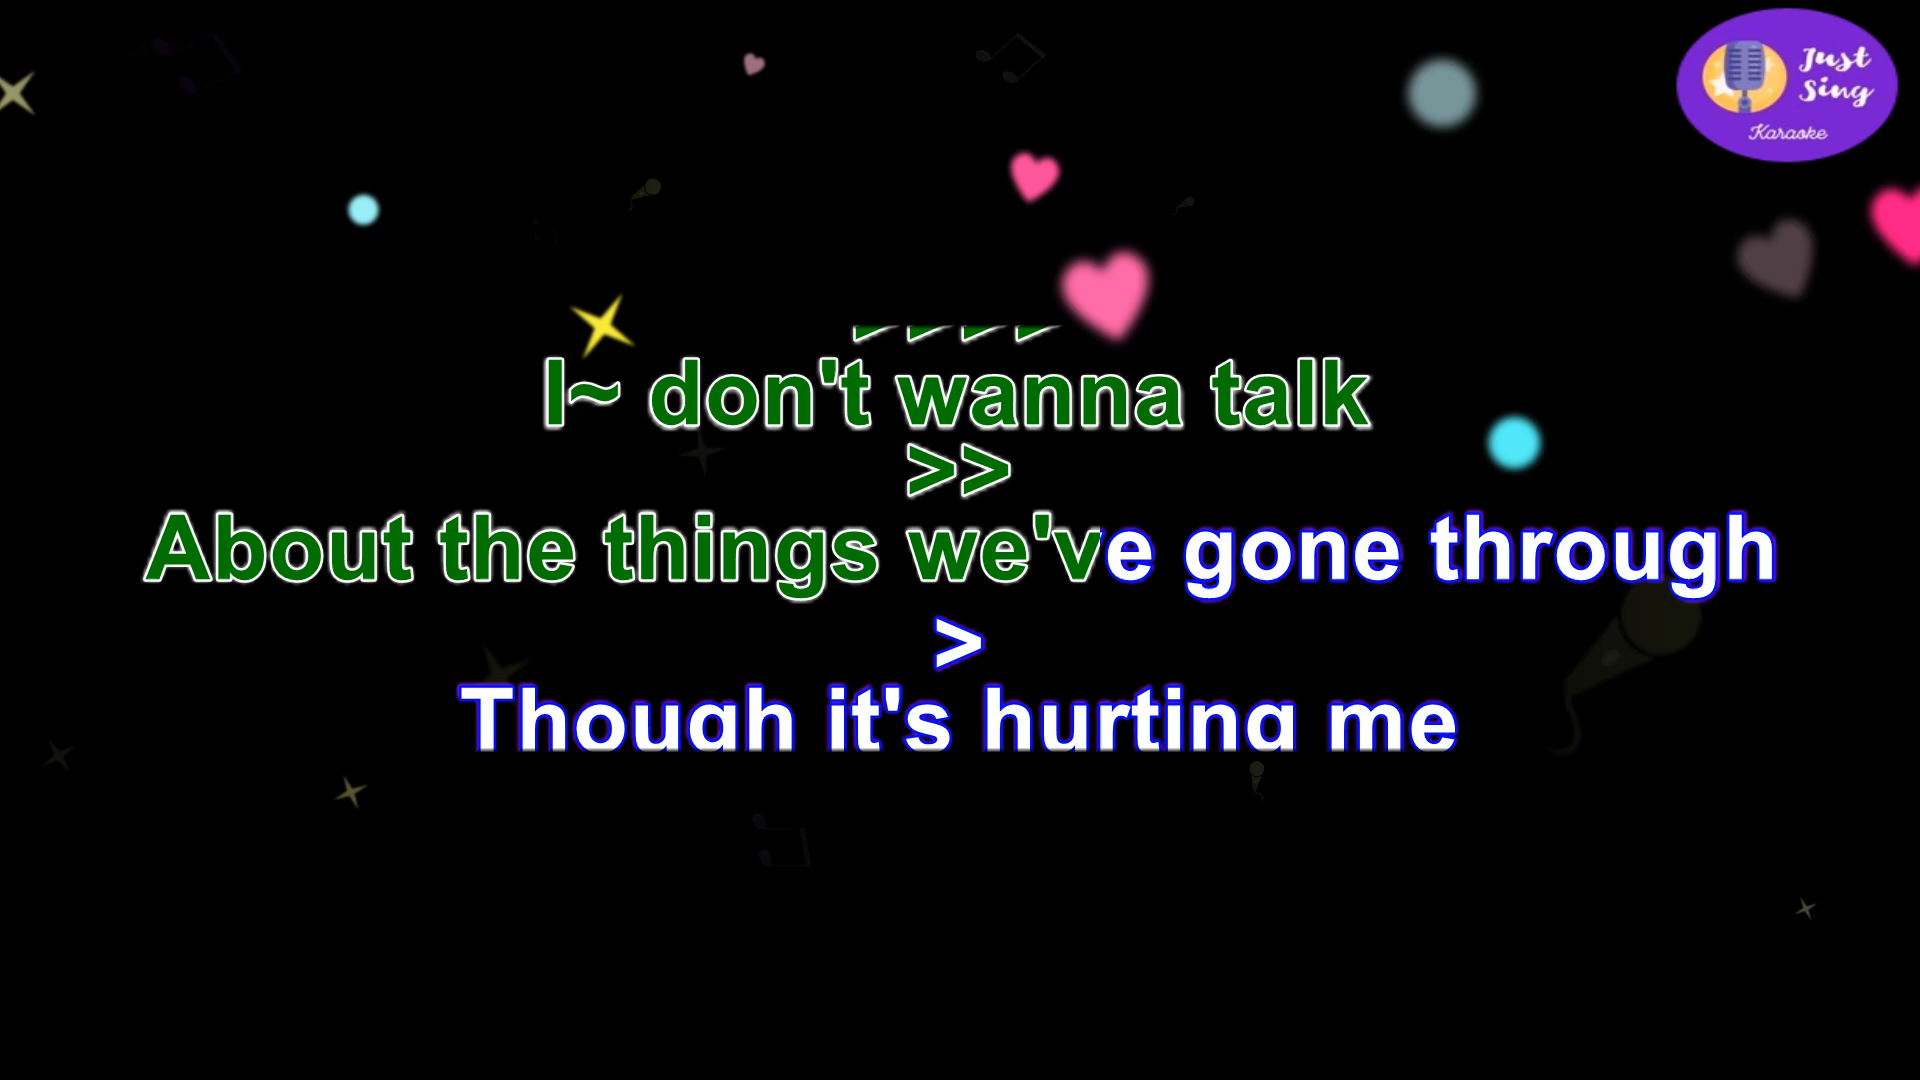 Just
Sing
Karaoke
>>>>
I~ don't wanna talk
>>
About the things we've gone through
>
Though it's hurting me